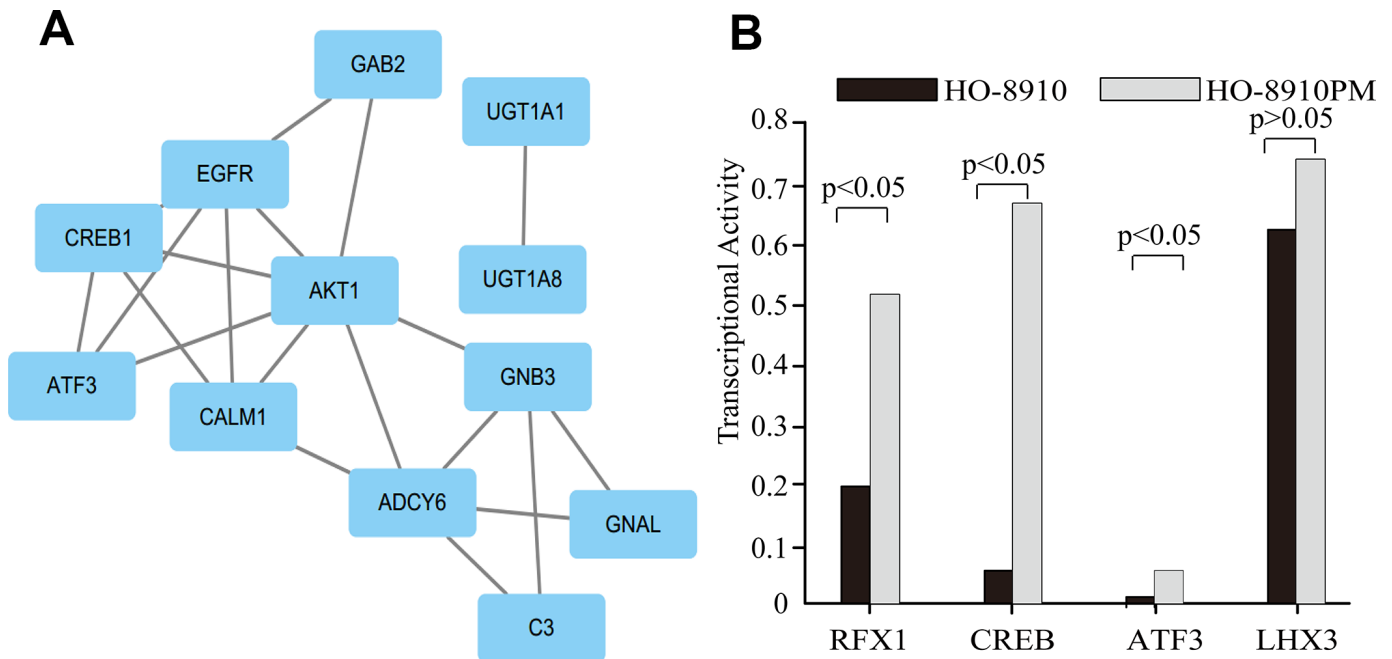 A
GAB2
UGT1A1
EGFR
CREB1
UGT1A8
AKT1
ATF3
GNB3
CALM1
ADCY6
GNAL
C3
B
HO-8910 HO-8910PM
Transcriptional Activity
0.8
0.7
0.6
0.5
0.4
0.3
0.2
0.1
0
p<0.05
p<0.05
p<0.05
p>0.05
RFX1 CREB ATF3 LHX3